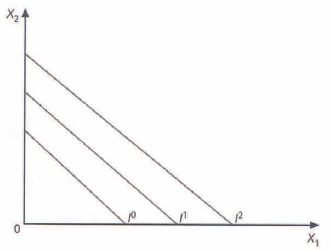 X₂
I⁰ I¹ I²
0
X₁